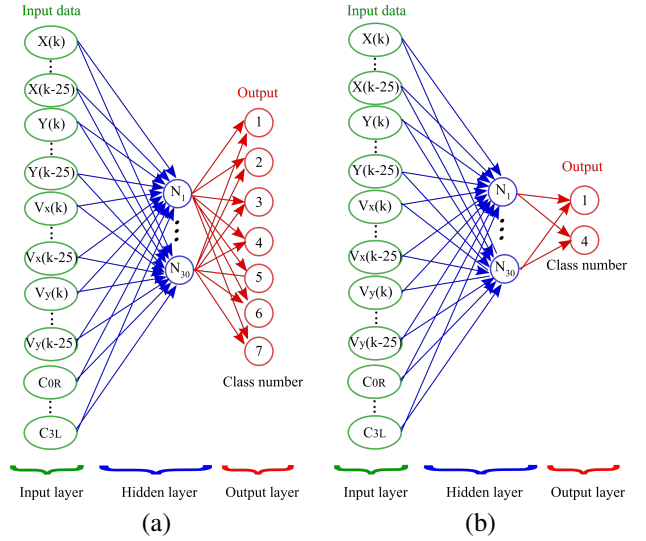 Input data
X(k)
X(k-25)
Y(k)
Y(k-25)
Vx(k)
Vx(k-25)
Vy(k)
Vy(k-25)
C0R
C3L
N1
N30
Output
1
2
3
4
5
6
7
Class number
Input layer
Hidden layer
Output layer
(a)
Input data
X(k)
X(k-25)
Y(k)
Y(k-25)
Vx(k)
Vx(k-25)
Vy(k)
Vy(k-25)
C0R
C3L
N1
N30
Output
1
4
Class number
Input layer
Hidden layer
Output layer
(b)